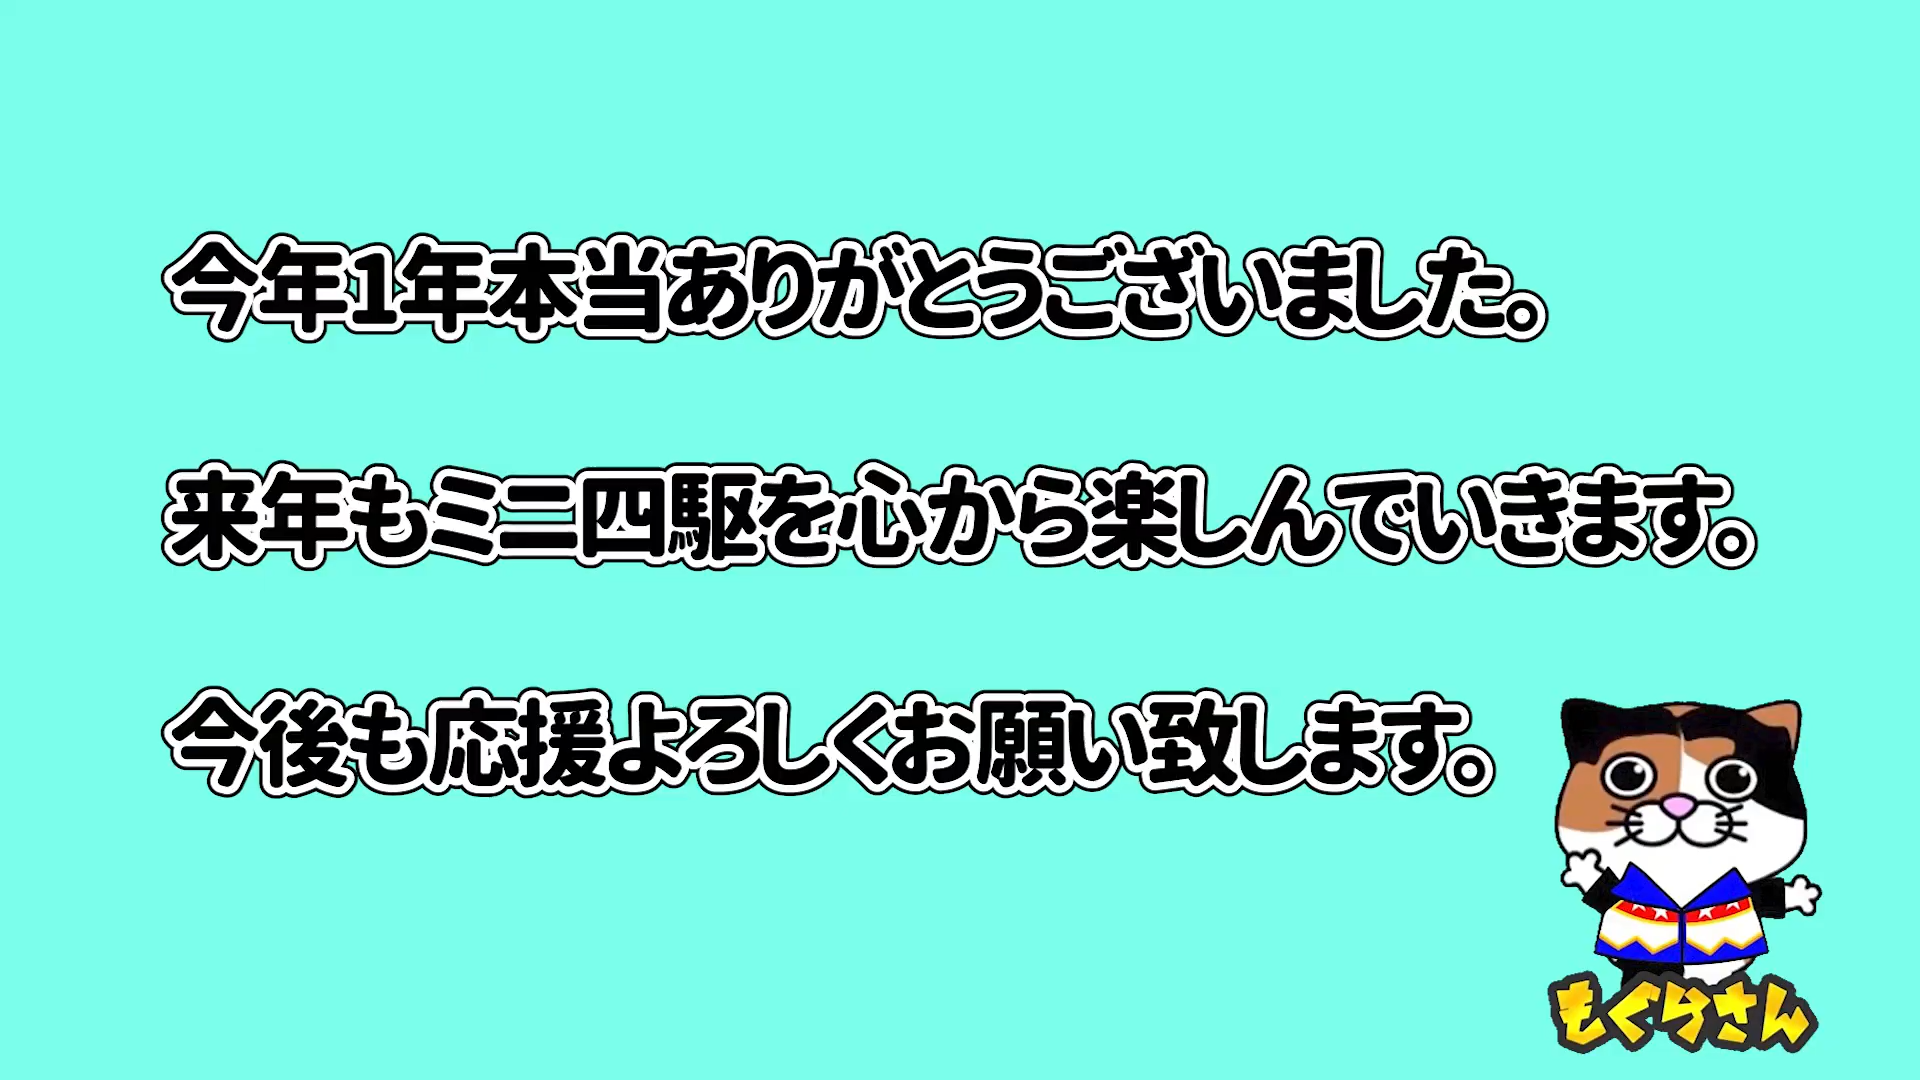 今年1年本当ありがとうございました。
来年もミニ四駆を心から楽しんでいきます。
今後も応援よろしくお願い致します。
もぐらさん